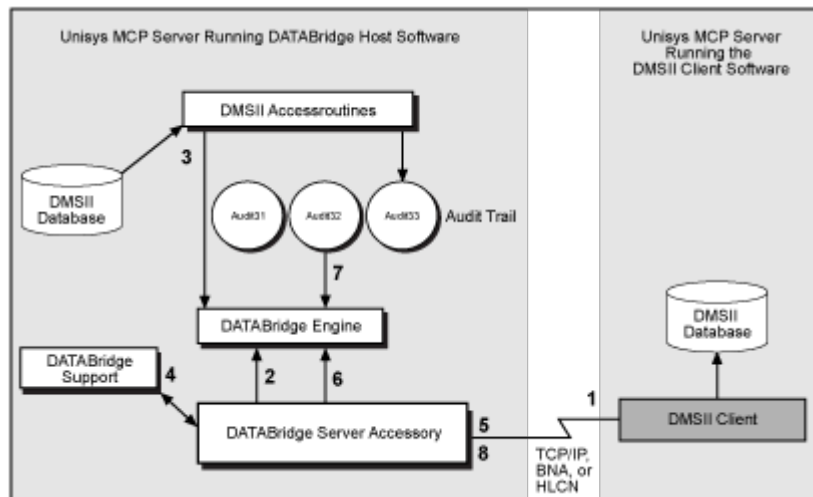 Unisys MCP Server Running DATABridge Host Software
Unisys MCP Server
Running the
DMSII Client Software
DMSII Accessroutines
3
DMSII
Database
Audit31
Audit32
Audit33
Audit Trail
7
DATABridge Engine
DMSII
Database
DATABridge
Support
4
2
6
1
DATABridge Server Accessory
5
8
DMSII Client
TCP/IP,
BNA, or
HLCN